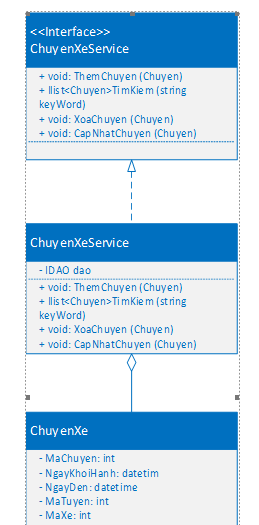 <<Interface>>
ChuyenXeService
+ void: ThemChuyen (Chuyen)
+ Ilist<Chuyen>TimKiem (string
keyWord)
+ void: XoaChuyen (Chuyen)
+ void: CapNhatChuyen (Chuyen)
ChuyenXeService
- IDAO dao
+ void: ThemChuyen (Chuyen)
+ Ilist<Chuyen>TimKiem (string
keyWord)
+ void: XoaChuyen (Chuyen)
+ void: CapNhatChuyen (Chuyen)
ChuyenXe
- MaChuyen: int
- NgayKhoiHanh: datetim
- NgayDen: datetime
- MaTuyen: int
- MaXe: int